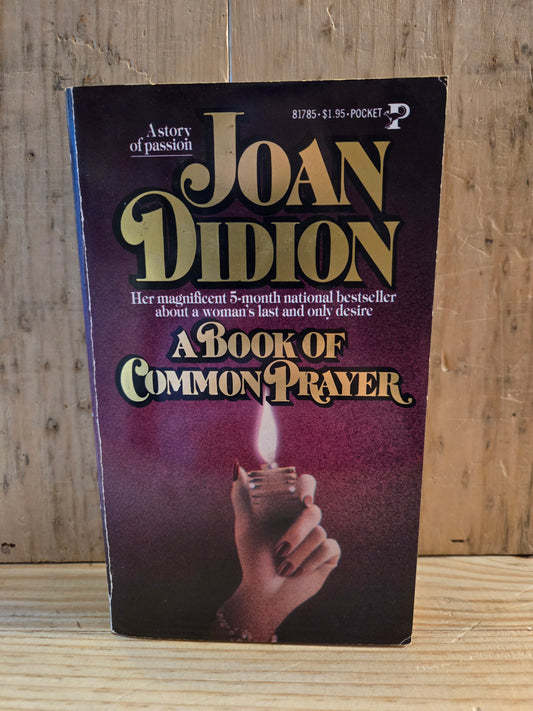 A story
of passion
81785 • $1.95 • POCKET
JOAN
DIDION
Her magnificent 5-month national bestseller
about a woman's last and only desire
A BOOK OF
COMMON PRAYER